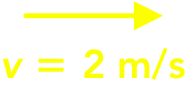 v = 2 m/s